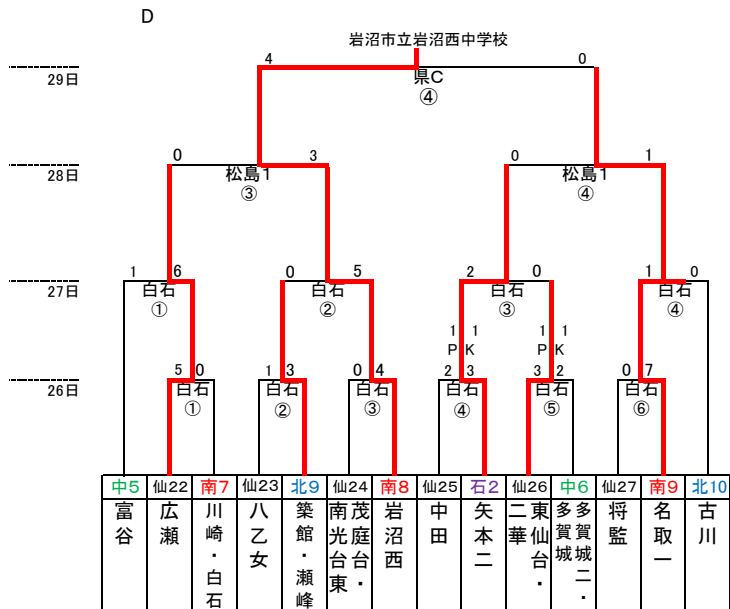 D
岩沼市立岩沼西中学校
4 0
29日 県C
④
0 3 0 1
28日 松島1 松島1
③ ④
1 6 0 5 2 0 1 0
27日 白石 白石 白石 白石
① ② ③ ④
1 1 1 1
P K P K
5 0 1 3 0 4 2 3 3 2 0 7
26日 白石 白石 白石 白石 白石 白石
① ② ③ ④ ⑤ ⑥
中5 仙22 南7 仙23 北9 仙24 南8 仙25 石2 仙26 中6 仙27 南9 北10
富谷
広瀬
川崎・白石
八乙女
築館・瀬峰
茂庭台・
南光台東
岩沼西
中田
矢本二
東仙台・
二華
多賀城二・
多賀城
将監
名取一
古川